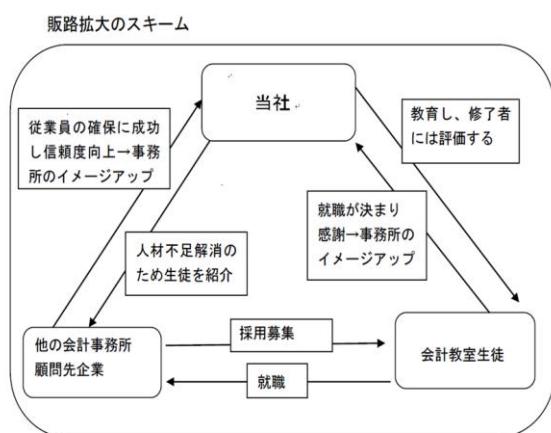 販路拡大のスキーム
当社
従業員の確保に成功
し信頼度向上→事務
所のイメージアップ
教育し、修了者
には評価する
就職が決まり
感謝→事務所の
イメージアップ
人材不足解消の
ため生徒を紹介
他の会計事務所
顧問先企業
採用募集
就職
会計教室生徒